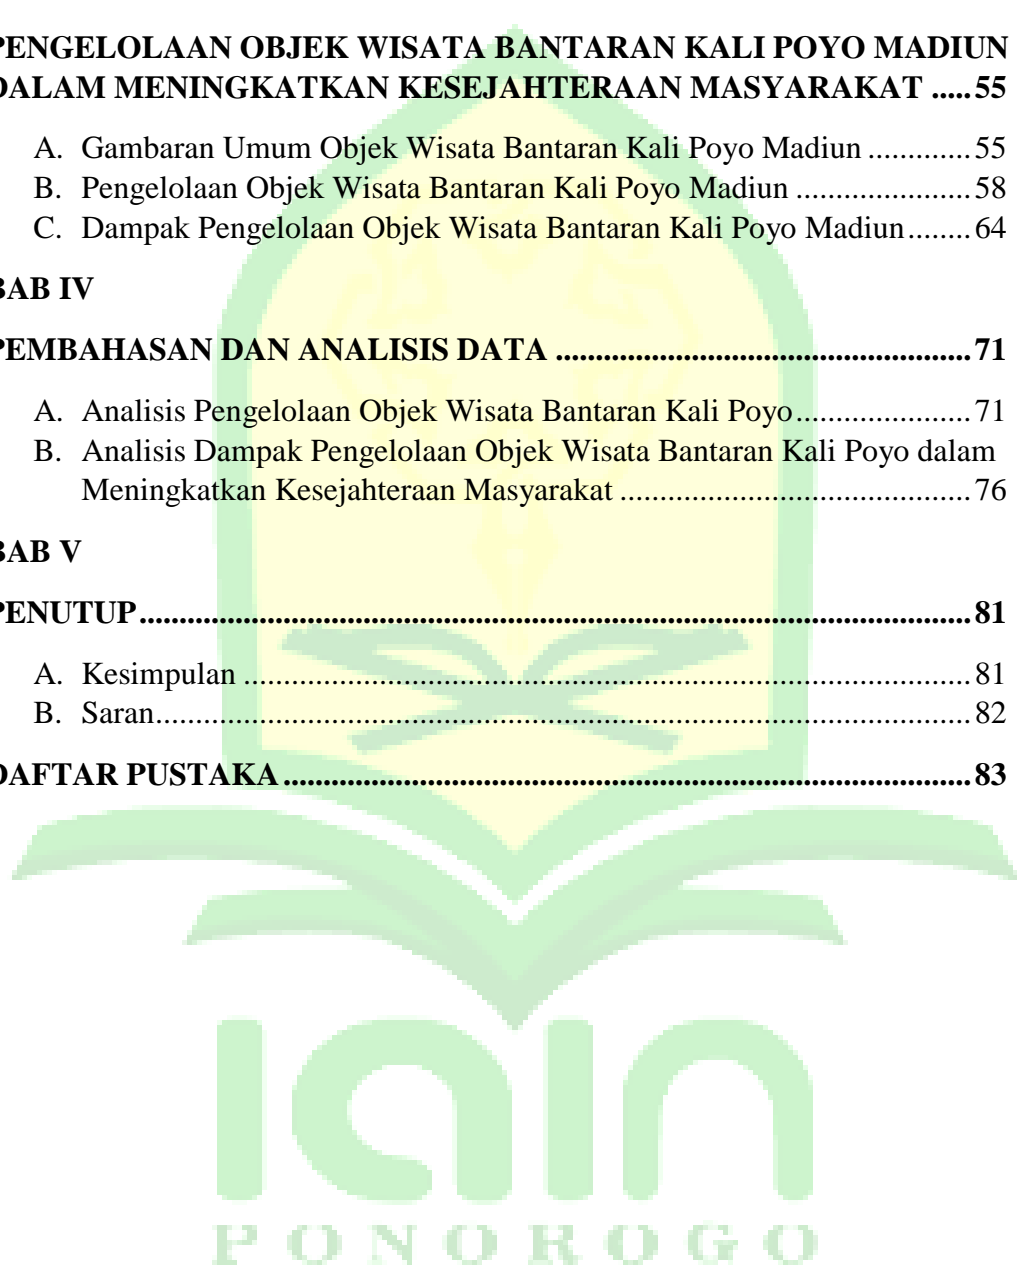 PENGELOLAAN OBJEK WISATA BANTARAN KALI POYO MADIUN
DALAM MENINGKATKAN KESEJAHTERAAN MASYARAKAT .....55
A. Gambaran Umum Objek Wisata Bantaran Kali Poyo Madiun .............55
B. Pengelolaan Objek Wisata Bantaran Kali Poyo Madiun ......................58
C. Dampak Pengelolaan Objek Wisata Bantaran Kali Poyo Madiun........64
BAB IV
PEMBAHASAN DAN ANALISIS DATA .....................................................71
A. Analisis Pengelolaan Objek Wisata Bantaran Kali Poyo......................71
B. Analisis Dampak Pengelolaan Objek Wisata Bantaran Kali Poyo dalam
Meningkatkan Kesejahteraan Masyarakat .............................................76
BAB V
PENUTUP..........................................................................................................81
A. Kesimpulan ............................................................................................81
B. Saran.......................................................................................................82
DAFTAR PUSTAKA........................................................................................83
iain
PONOROGO